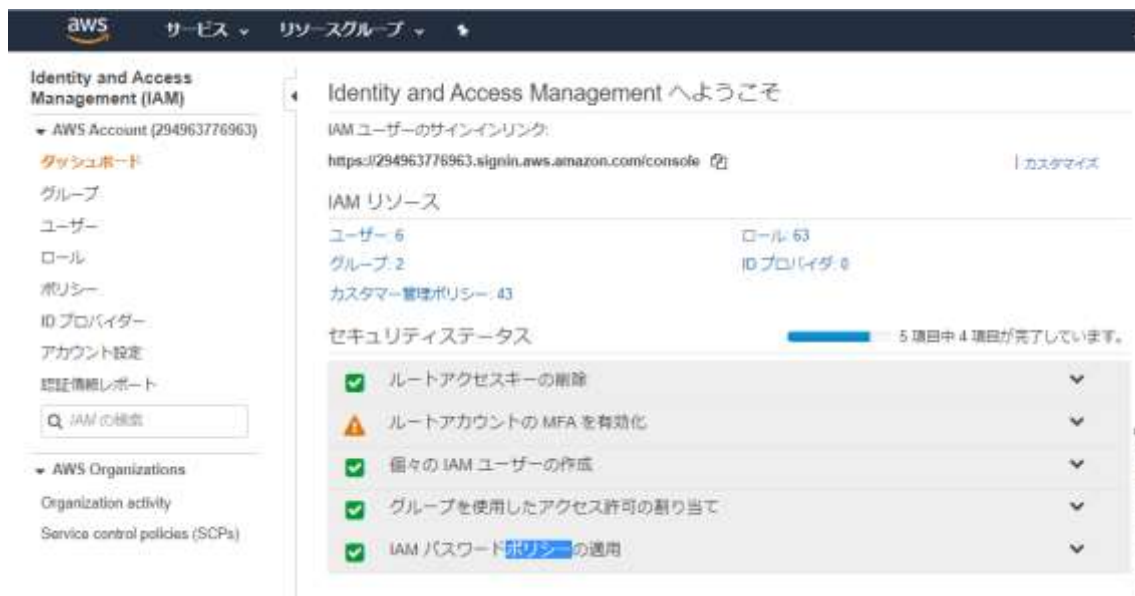 aws サービス リソースグループ
Identity and Access
Management (IAM)
AWS Account (294963776963)
ダッシュボード
グループ
ユーザー
ロール
ポリシー
ID プロバイダー
アカウント設定
認証情報レポート
IAM の検索
AWS Organizations
Organization activity
Service control policies (SCPs)
Identity and Access Management へようこそ
IAM ユーザーのサインインリンク:
https://294963776963.signin.aws.amazon.com/console カスタマイズ
IAM リソース
ユーザー: 6 ロール: 63
グループ: 2 ID プロバイダ: 0
カスタマー管理ポリシー: 43
セキュリティステータス 5 項目中 4 項目が完了しています。
ルートアクセスキーの削除
ルートアカウントの MFA を有効化
個々の IAM ユーザーの作成
グループを使用したアクセス許可の割り当て
IAM パスワードポリシーの適用